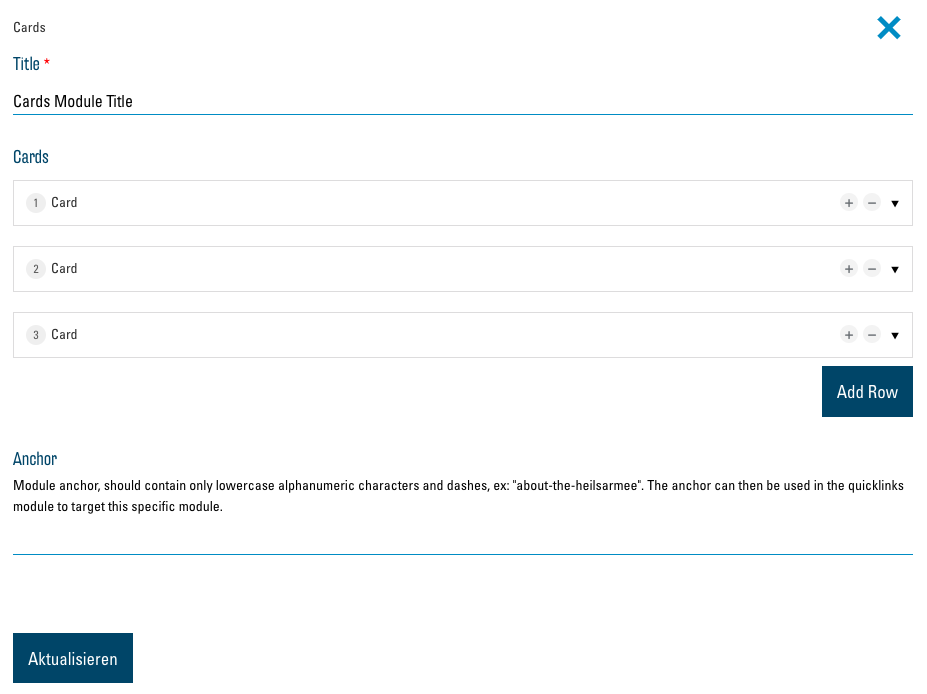 Cards
Title *
Cards Module Title
Cards
1 Card
2 Card
3 Card
Add Row
Anchor
Module anchor, should contain only lowercase alphanumeric characters and dashes, ex: "about-the-heilsarmee". The anchor can then be used in the quicklinks
module to target this specific module.
Aktualisieren